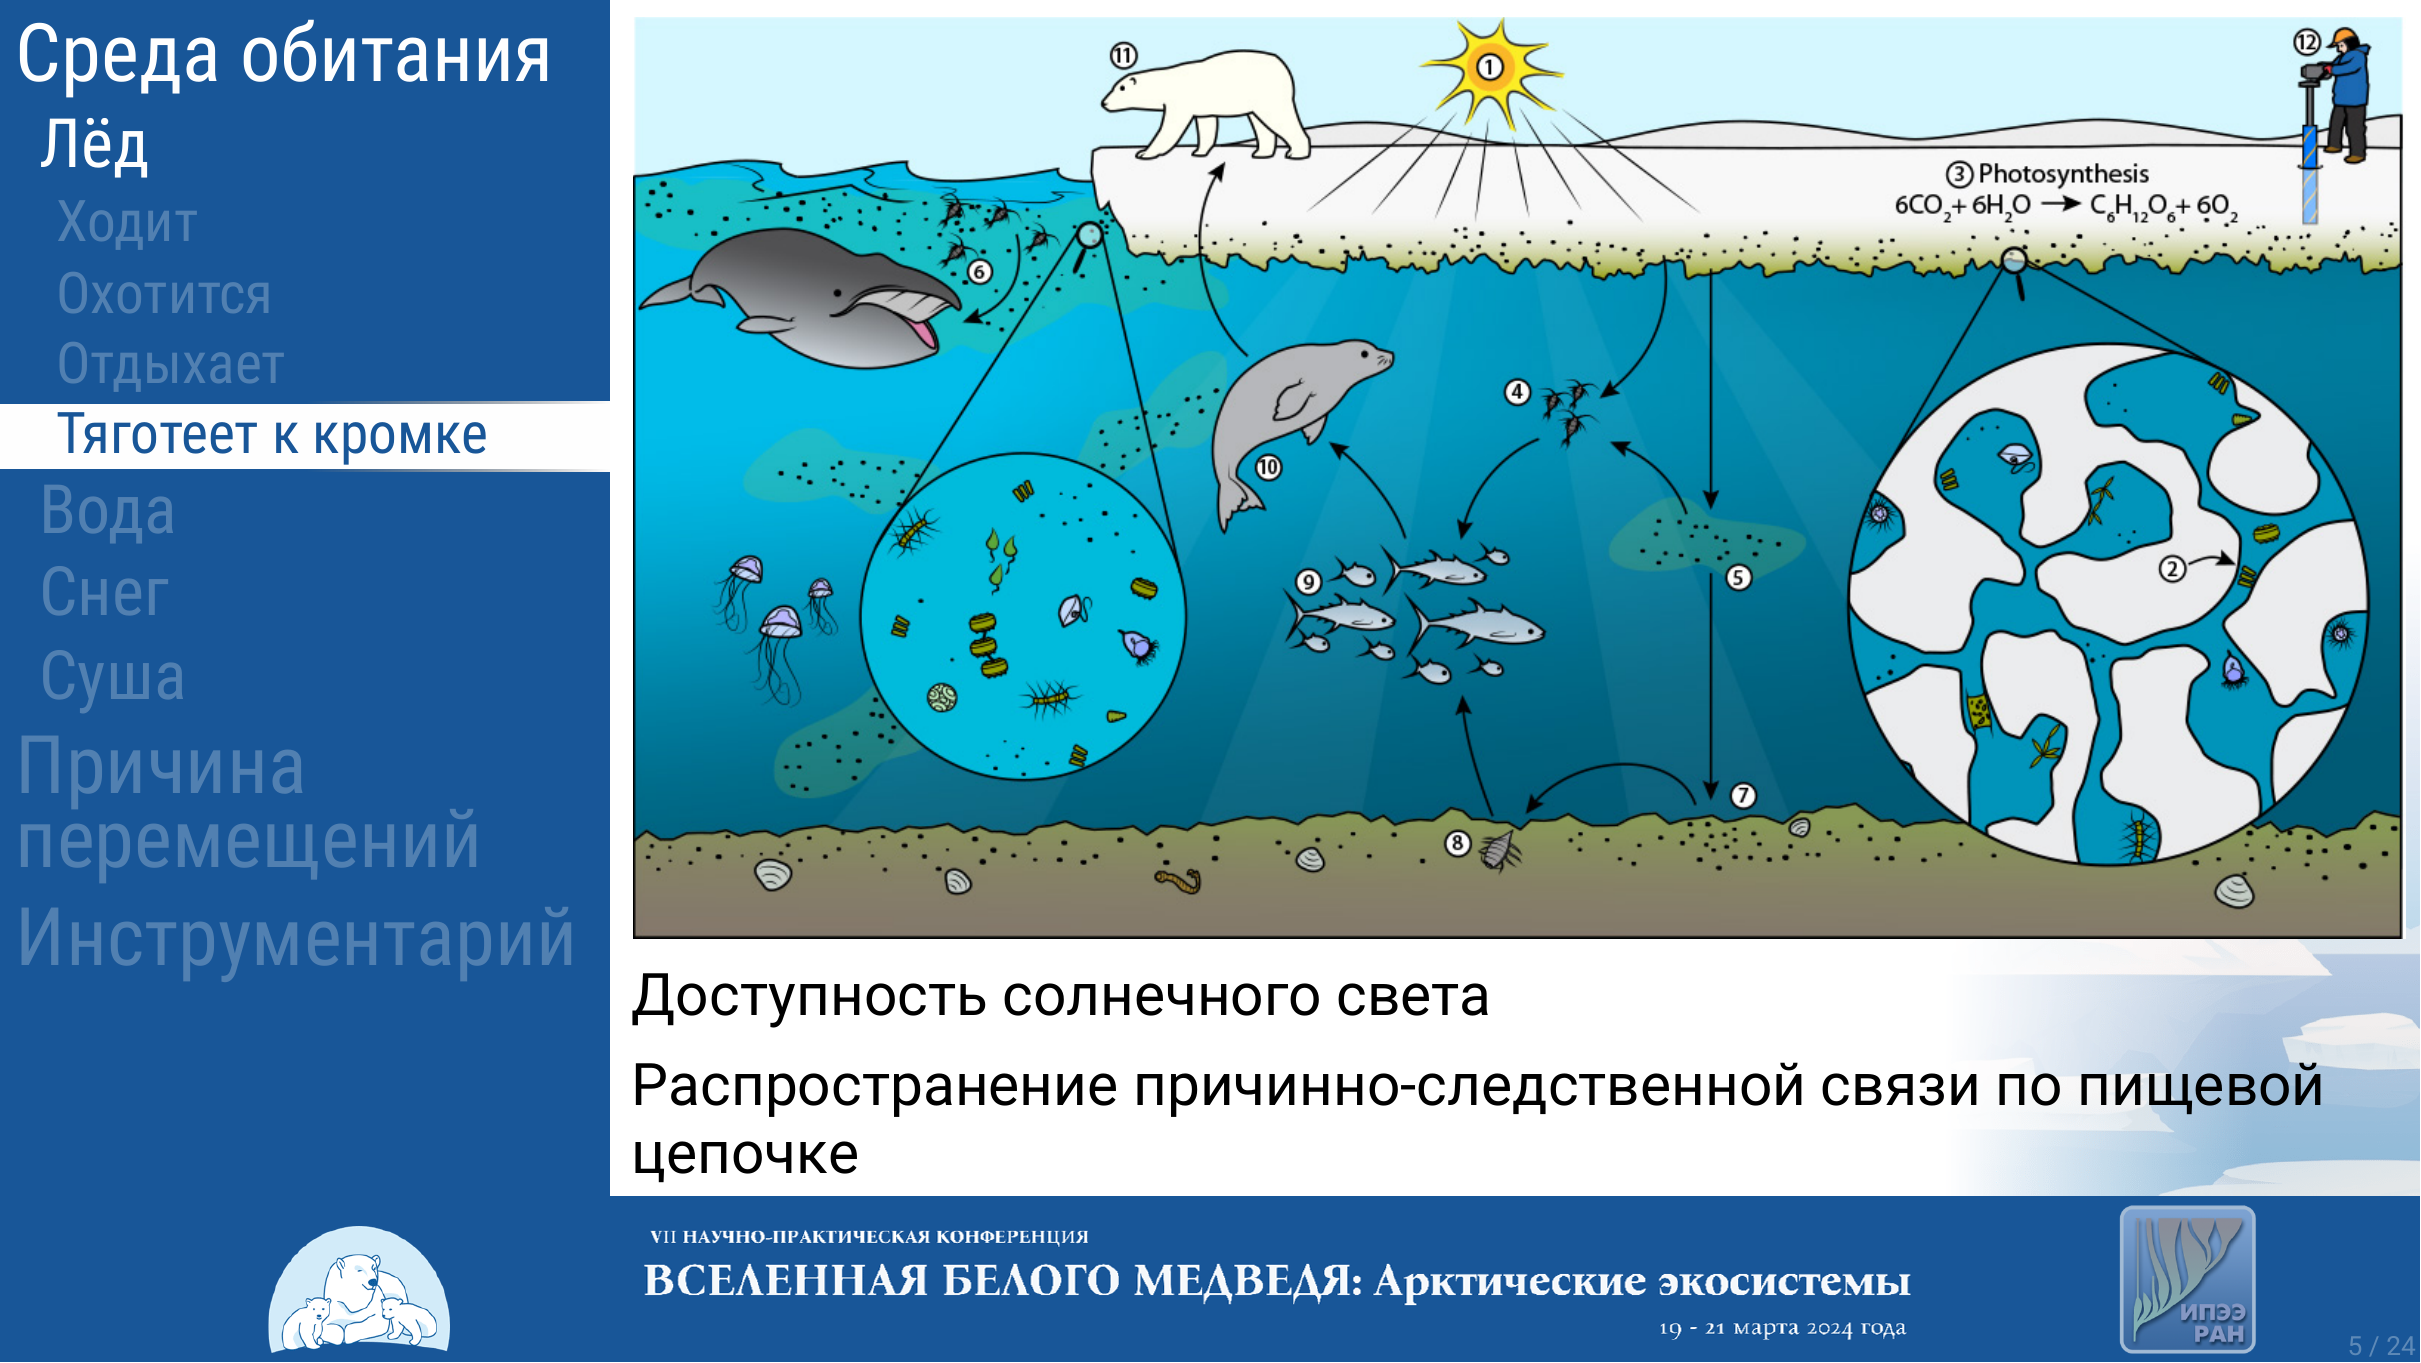 Среда обитания
Лёд
Ходит
Охотится
Отдыхает
Тяготеет к кромке
Вода
Снег
Суша
Причина
перемещений
Инструментарий
11
1
12
3 Photosynthesis
6CO2+ 6H2O → C6H12O6+ 6O2
6
4
10
2
9
5
7
8
Доступность солнечного света
Распространение причинно-следственной связи по пищевой
цепочке
VII НАУЧНО-ПРАКТИЧЕСКАЯ КОНФЕРЕНЦИЯ
ВСЕЛЕННАЯ БЕЛОГО МЕДВЕДЯ: Арктические экосистемы
19 - 21 марта 2024 года
ИПЭЭ
РАН
5 / 24